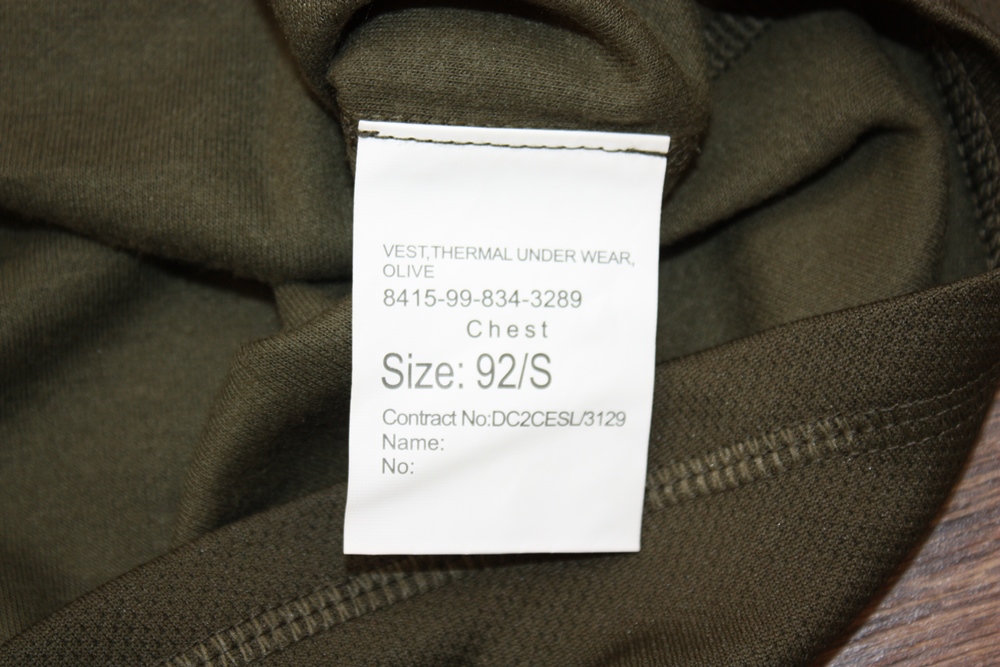 VEST,THERMAL UNDER WEAR,
OLIVE
8415-99-834-3289
Chest
Size: 92/S
Contract No:DC2CESL/3129
Name:
No: